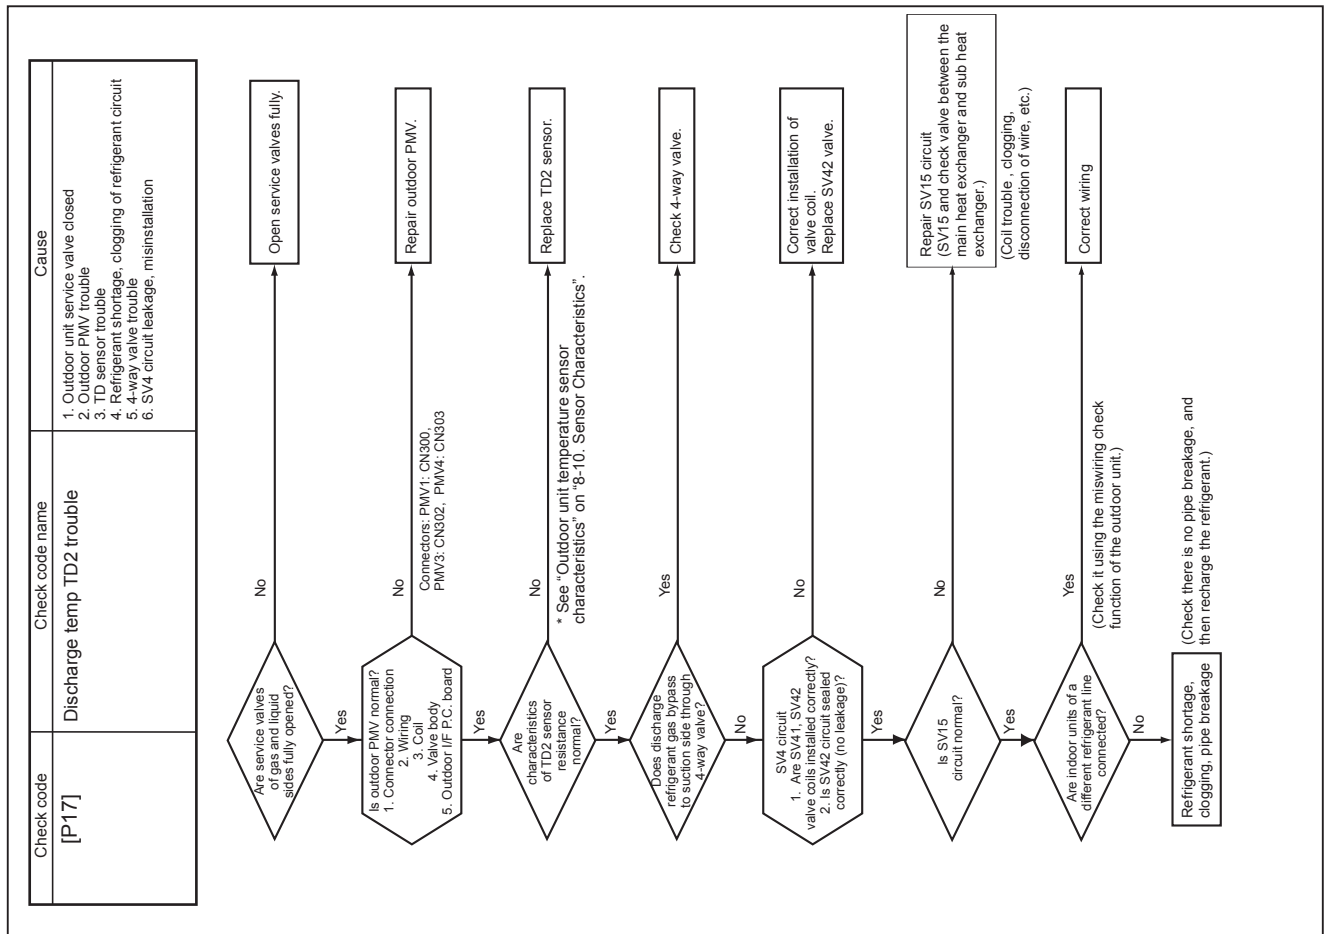 Check code
Check code name
Cause
[P17]
Discharge temp TD2 trouble
1. Outdoor unit service valve closed
2. Outdoor PMV trouble
3. TD sensor trouble
4. Refrigerant shortage, clogging of refrigerant circuit
5. 4-way valve trouble
6. SV4 circuit leakage, misinstallation
Are service valves
of gas and liquid
sides fully opened?
No
Open service valves fully.
Yes
Is outdoor PMV normal?
1. Connector connection
2. Wiring
3. Coil
4. Valve body
5. Outdoor I/F P.C. board
No
Connectors: PMV1: CN300,
PMV3: CN302, PMV4: CN303
Repair outdoor PMV.
Yes
Are
characteristics
of TD2 sensor
resistance
normal?
No
* See “Outdoor unit temperature sensor
characteristics” on “8-10. Sensor Characteristics”.
Replace TD2 sensor.
Yes
Does discharge
refrigerant gas bypass
to suction side through
4-way valve?
Yes
Check 4-way valve.
No
SV4 circuit
1. Are SV41, SV42
valve coils installed correctly?
2. Is SV42 circuit sealed
correctly (no leakage)?
No
Correct installation of
valve coil.
Replace SV42 valve.
Yes
Is SV15
circuit normal?
No
Repair SV15 circuit
(SV15 and check valve between the
main heat exchanger and sub heat
exchanger.)
(Coil trouble , clogging,
disconnection of wire, etc.)
Yes
Are indoor units of a
different refrigerant line
connected?
Yes
(Check it using the miswiring check
function of the outdoor unit.)
Correct wiring
No
Refrigerant shortage,
clogging, pipe breakage
(Check there is no pipe breakage, and
then recharge the refrigerant.)